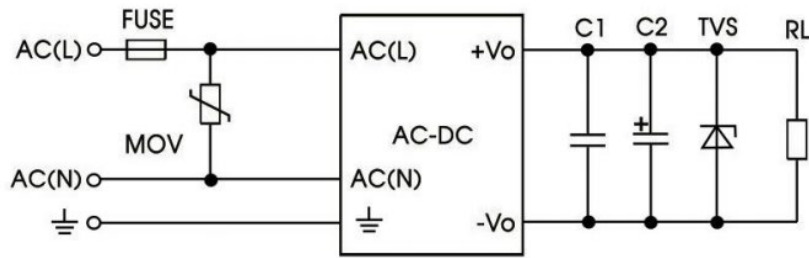 FUSE
C1 C2 TVS RL
AC(L) AC(L) +Vo
AC-DC
+
MOV
AC(N) AC(N)
-Vo